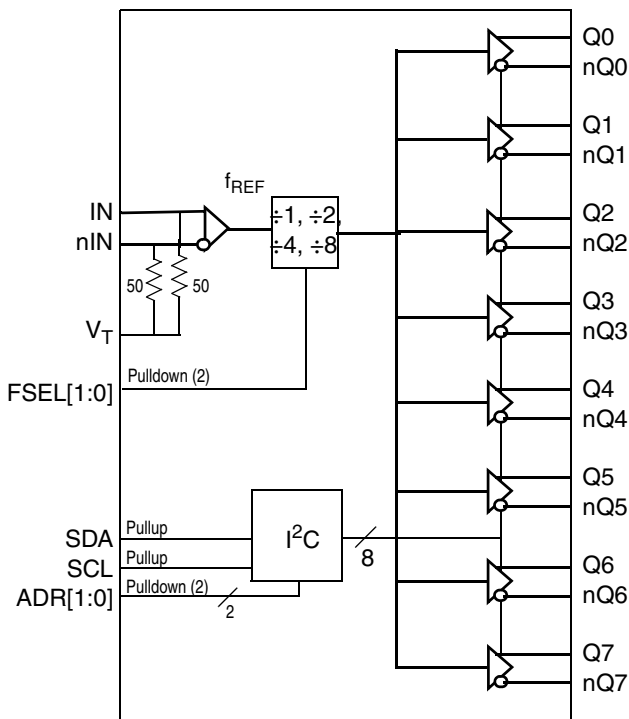 Q0
nQ0
Q1
nQ1
fREF
IN
nIN
÷1, ÷2,
÷4, ÷8
Q2
nQ2
50
50
VT
Q3
nQ3
Pulldown (2)
FSEL[1:0]
Q4
nQ4
Q5
nQ5
SDA
Pullup
I²C
8
SCL
Pullup
ADR[1:0]
Pulldown (2)
2
Q6
nQ6
Q7
nQ7